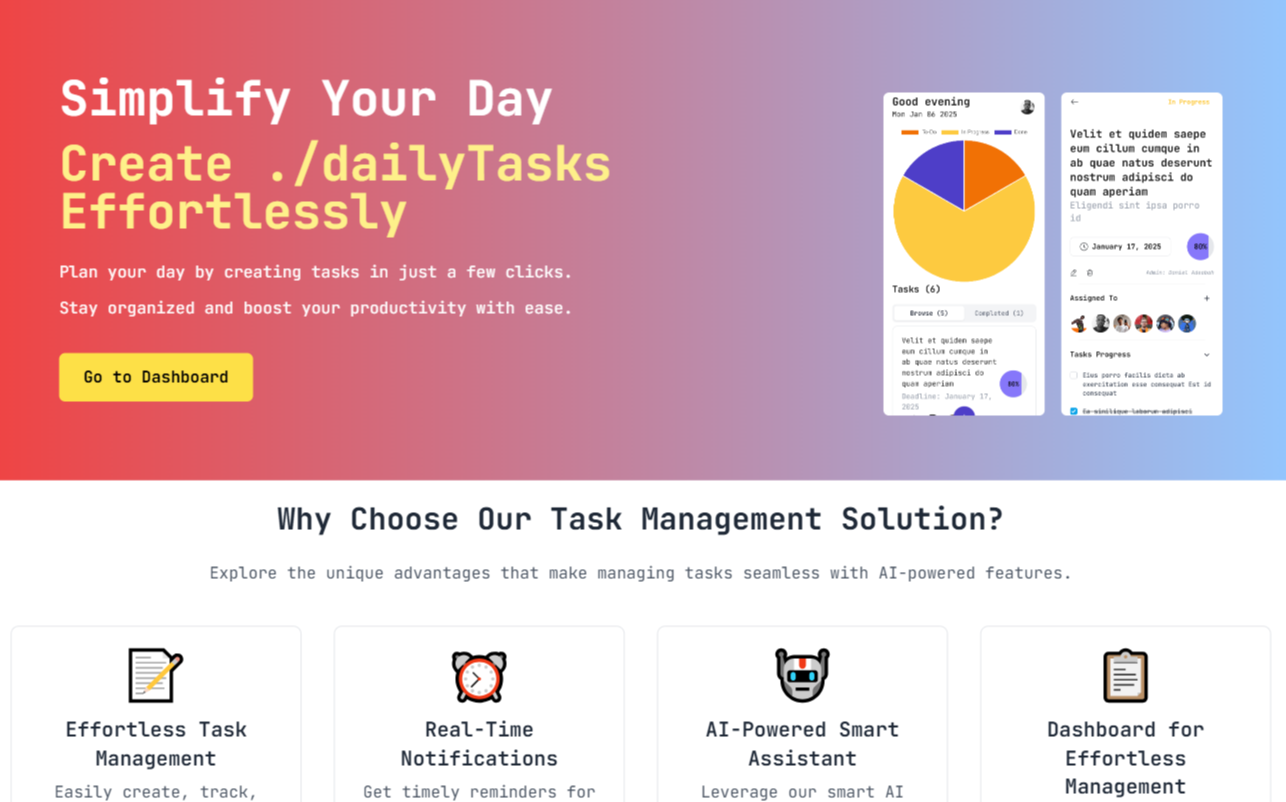 Simplify Your Day
Create ./dailyTasks
Effortlessly
Plan your day by creating tasks in just a few clicks.
Stay organized and boost your productivity with ease.
Go to Dashboard
Good evening
Mon Jan 06 2025
To Do In Progress Done
Tasks (6)
Browse (5) Completed (1)
Velit et quidem saepe
eum cillum cumque in
ab quae natus deserunt
nostrum adipisci do
quam aperiam
80%
Deadline: January 17,
2025
In Progress
Velit et quidem saepe
eum cillum cumque in
ab quae natus deserunt
nostrum adipisci do
quam aperiam
Eligendi sint ipsa porro
id
January 17, 2025
80%
Assigned To
Tasks Progress
Eius porro facilis dicta ab
exercitation esse consequat Est id
consequat
Ea similique laborum adipisci
Why Choose Our Task Management Solution?
Explore the unique advantages that make managing tasks seamless with AI-powered features.
Effortless Task
Management
Easily create, track,
Real-Time
Notifications
Get timely reminders for
AI-Powered Smart
Assistant
Leverage our smart AI
Dashboard for
Effortless
Management